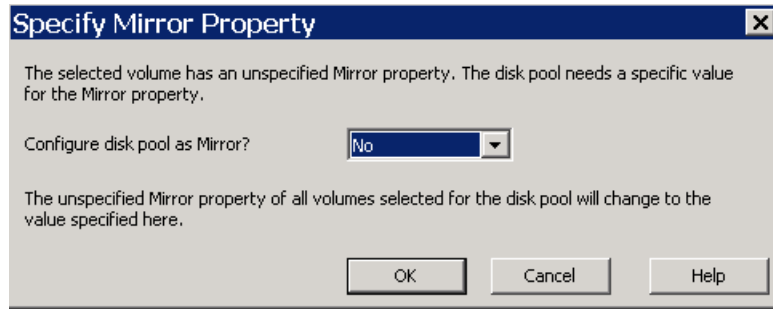 Specify Mirror Property
The selected volume has an unspecified Mirror property. The disk pool needs a specific value
for the Mirror property.
Configure disk pool as Mirror?
No
The unspecified Mirror property of all volumes selected for the disk pool will change to the
value specified here.
OK
Cancel
Help